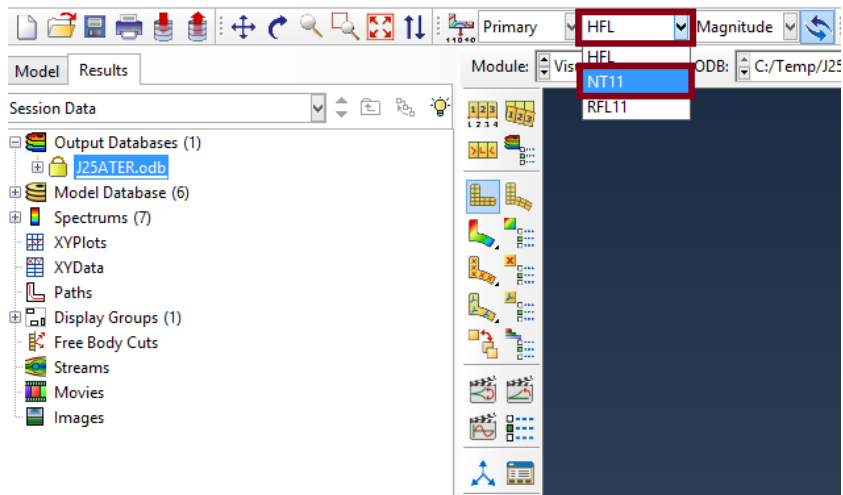 Primary HFL Magnitude
Model Results
Module: Vis HFL ODB: C:/Temp/J25
NT11
RFL11
Session Data
Output Databases (1)
J25ATER.odb
Model Database (6)
Spectrums (7)
XYPlots
XYData
Paths
Display Groups (1)
Free Body Cuts
Streams
Movies
Images